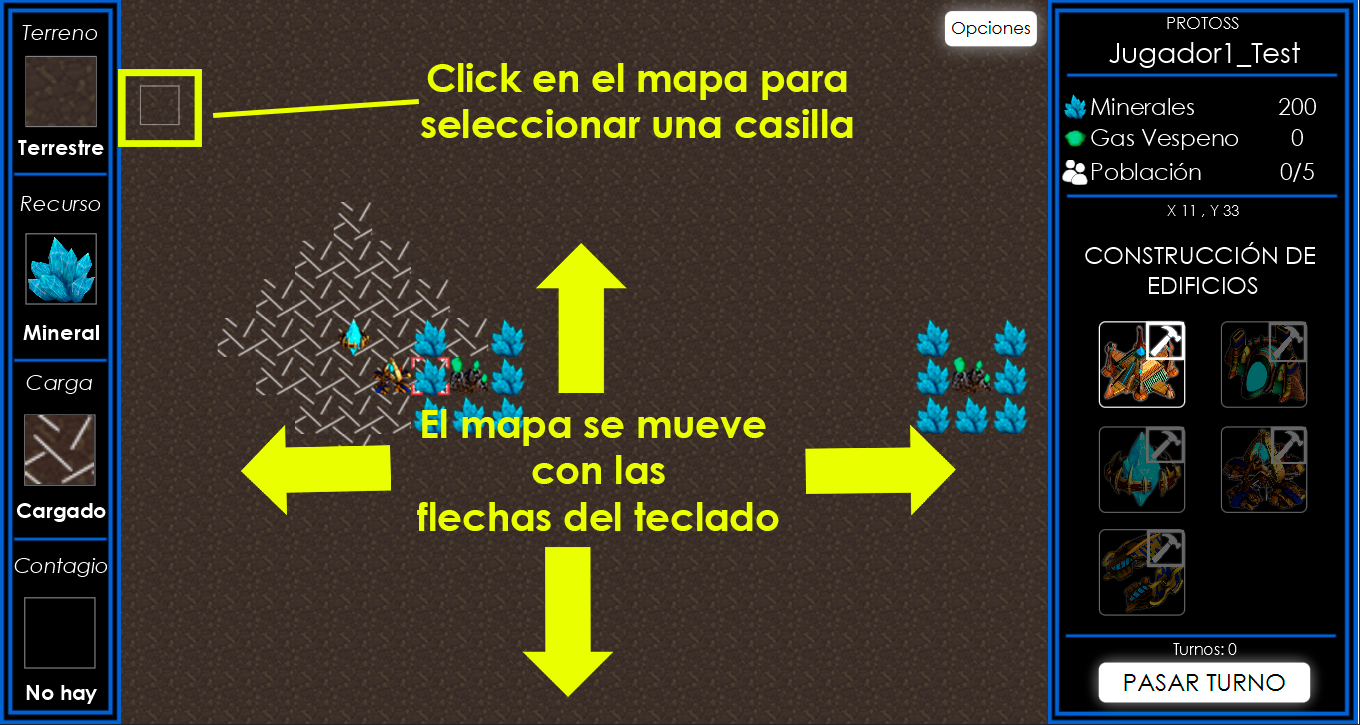 Terreno
Terrestre
Recurso
Mineral
Carga
Cargado
Contagio
No hay
Opciones
Click en el mapa para
seleccionar una casilla
El mapa se mueve
con las
flechas del teclado
PROTOSS
Jugador1_Test
Minerales 200
Gas Vespeno 0
Población 0/5
X 11 , Y 33
CONSTRUCCIÓN DE
EDIFICIOS
Turnos: 0
PASAR TURNO